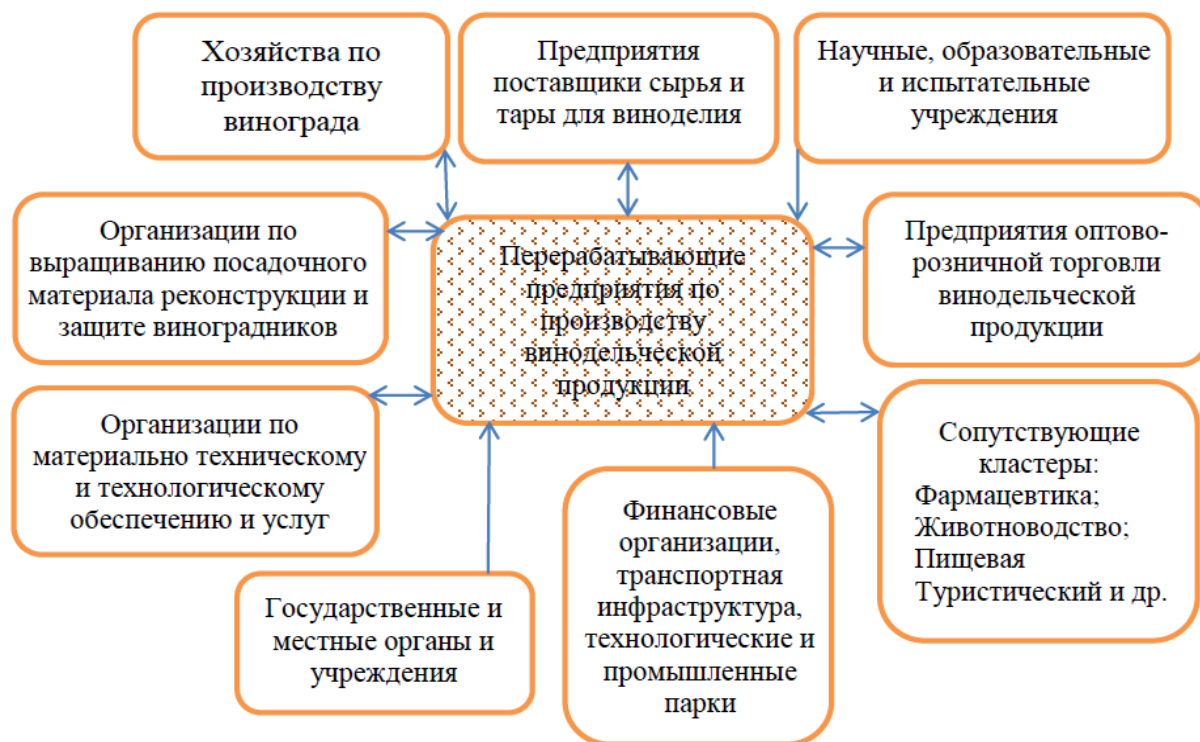 Хозяйства по
производству
винограда
Предприятия
поставщики сырья и
тары для виноделия
Научные, образовательные
и испытательные
учреждения
Организации по
выращиванию посадочного
материала реконструкции и
защите виноградников
Перерабатывающие
предприятия по
производству
винодельческой
продукции
Предприятия оптово-
розничной торговли
винодельческой
продукции
Организации по
материально техническому
и технологическому
обеспечению и услуг
Сопутствующие
кластеры:
Фармацевтика;
Животноводство;
Пищевая
Туристический и др.
Государственные и
местные органы и
учреждения
Финансовые
организации,
транспортная
инфраструктура,
технологические и
промышленные
парки